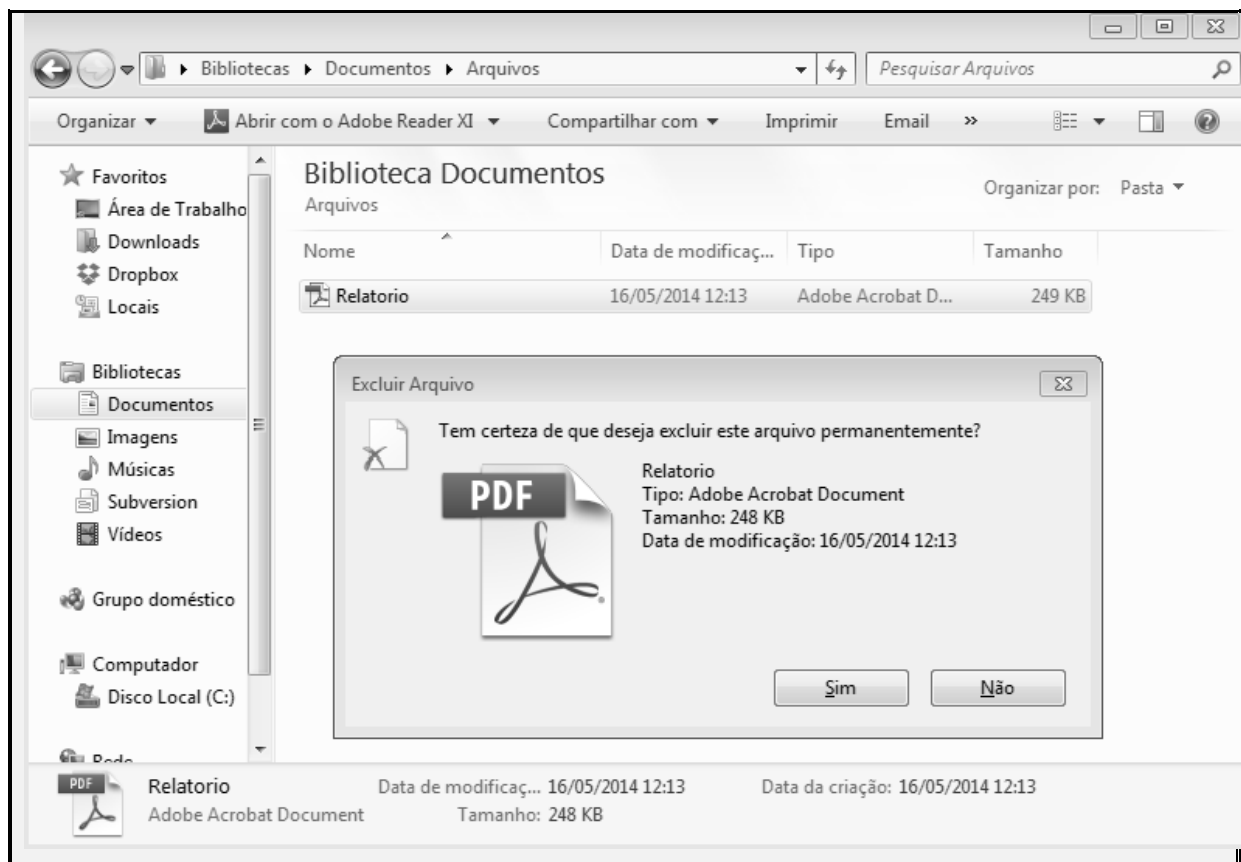 Bibliotecas Documentos Arquivos Pesquisar Arquivos
Organizar Abrir com o Adobe Reader XI Compartilhar com Imprimir Email »
Favoritos
Área de Trabalho
Downloads
Dropbox
Locais
Bibliotecas
Documentos
Imagens
Músicas
Subversion
Vídeos
Grupo doméstico
Computador
Disco Local (C:)
Rede
Biblioteca Documentos
Arquivos
Organizar por: Pasta
Nome Data de modificaç... Tipo Tamanho
Relatorio 16/05/2014 12:13 Adobe Acrobat D... 249 KB
Excluir Arquivo
Tem certeza de que deseja excluir este arquivo permanentemente?
PDF
Relatorio
Tipo: Adobe Acrobat Document
Tamanho: 248 KB
Data de modificação: 16/05/2014 12:13
Sim Não
PDF
Relatorio Data de modificaç... 16/05/2014 12:13 Data da criação: 16/05/2014 12:13
Adobe Acrobat Document Tamanho: 248 KB